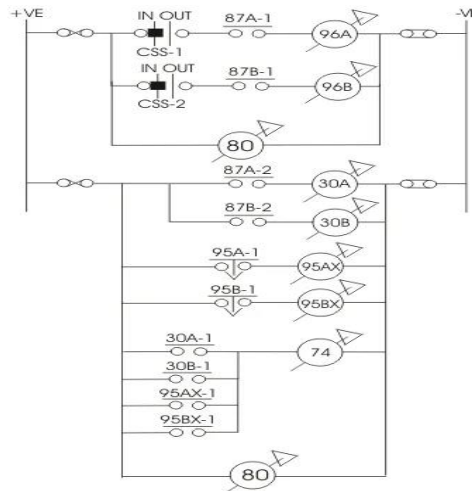 +VE
-VE
IN OUT
87A-1
96A
CSS-1
IN OUT
87B-1
96B
CSS-2
80
87A-2
30A
87B-2
30B
95A-1
95AX
95B-1
95BX
30A-1
74
30B-1
95AX-1
95BX-1
80